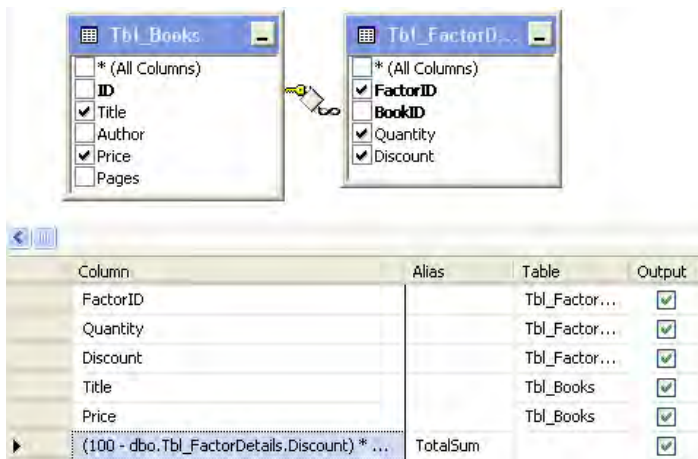 Tbl_Books
* (All Columns)
ID
Title
Author
Price
Pages
Tbl_FactorD...
* (All Columns)
FactorID
BookID
Quantity
Discount
Column Alias Table Output
FactorID Tbl_Factor...
Quantity Tbl_Factor...
Discount Tbl_Factor...
Title Tbl_Books
Price Tbl_Books
(100 - dbo.Tbl_FactorDetails.Discount) * ... TotalSum